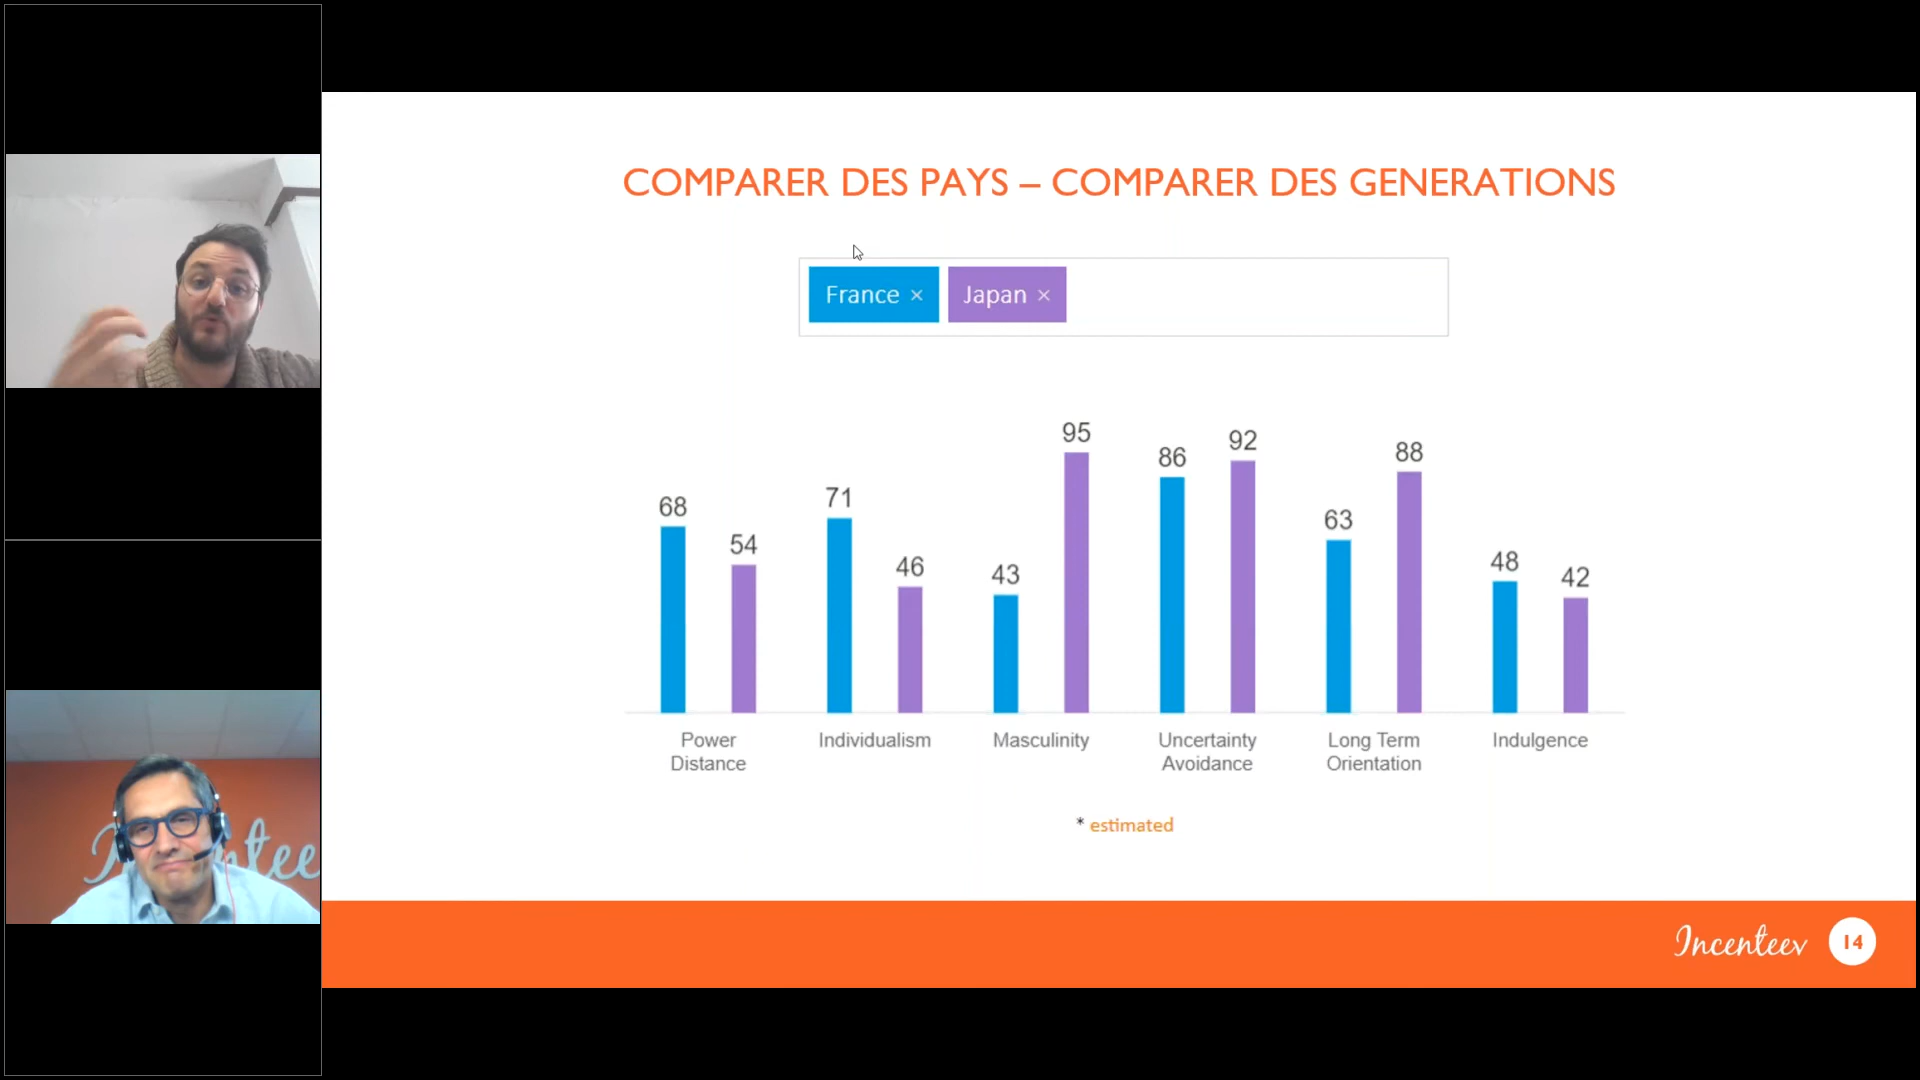 COMPARER DES PAYS – COMPARER DES GENERATIONS
France ×
Japan ×
68
54
71
46
43
95
86
92
63
88
48
42
Power
Distance
Individualism
Masculinity
Uncertainty
Avoidance
Long Term
Orientation
Indulgence
* estimated
Incenteev
14